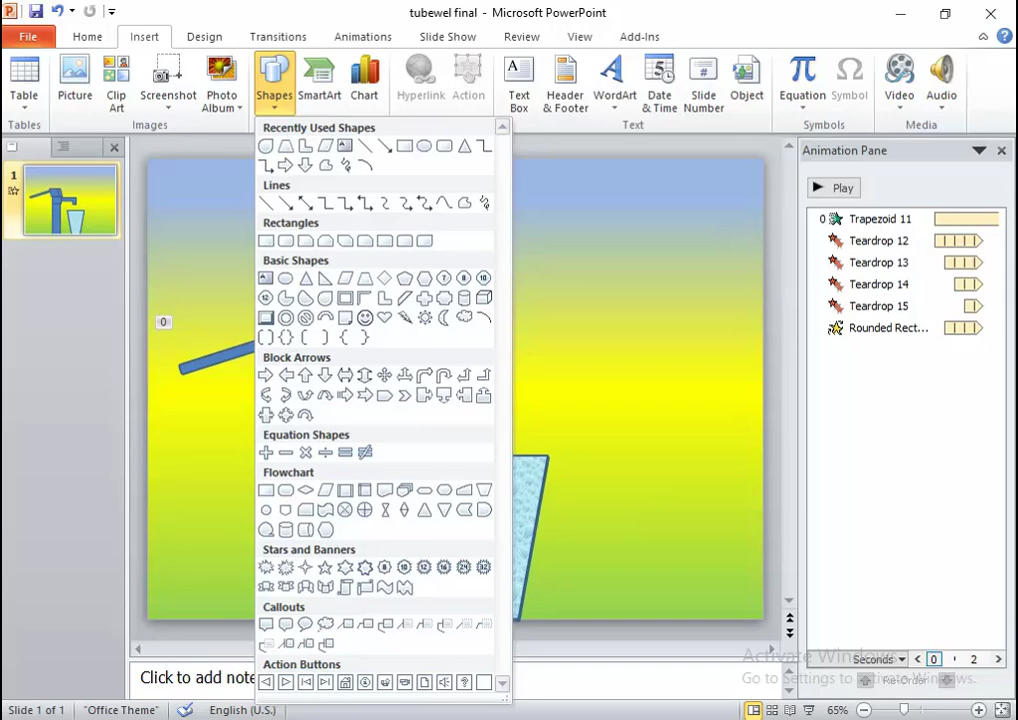 tubewel final - Microsoft PowerPoint
File Home Insert Design Transitions Animations Slide Show Review View Add-Ins
Table Picture Clip Art Screenshot Photo Album Shapes SmartArt Chart Hyperlink Action Text Box Header & Footer WordArt Date & Time Slide Number Object Equation Symbol Video Audio
Tables Images Text Symbols Media
Recently Used Shapes
Lines
Rectangles
Basic Shapes
Block Arrows
Equation Shapes
Flowchart
Stars and Banners
Callouts
Action Buttons
1
0
Animation Pane
Play
0 Trapezoid 11
Teardrop 12
Teardrop 13
Teardrop 14
Teardrop 15
Rounded Rect...
Seconds 0 2
Re-Order
Activate Windows
Go to Settings to activate Windows.
Click to add note
Slide 1 of 1 "Office Theme" English (U.S.) 65%